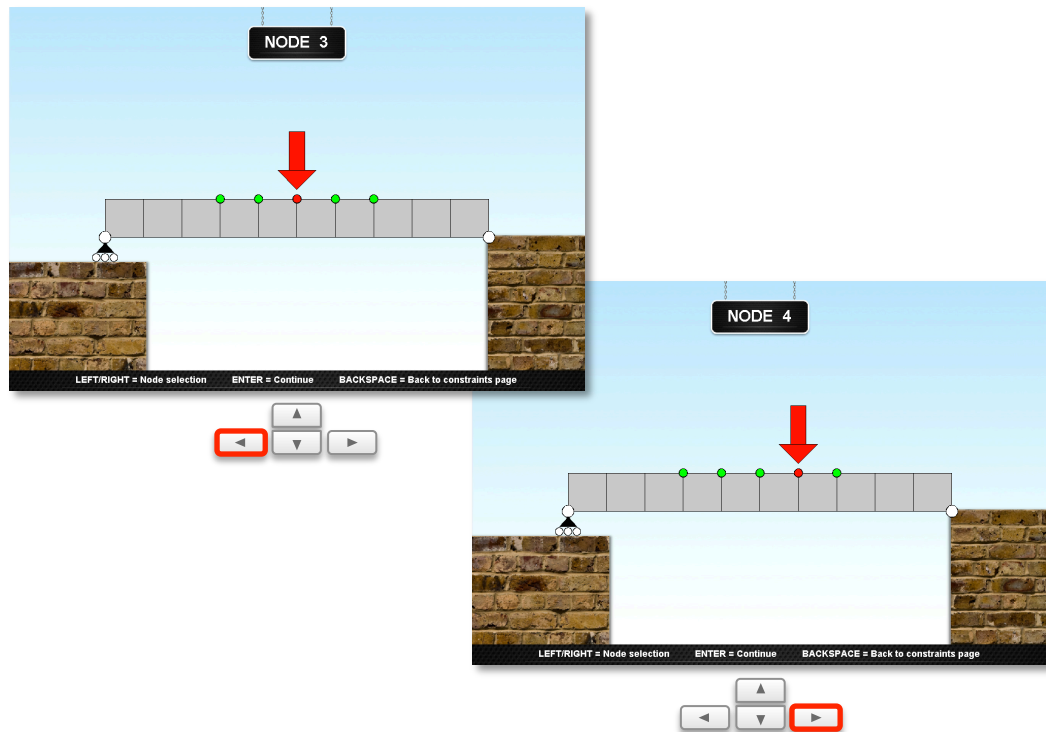 NODE 3
LEFT/RIGHT = Node selection ENTER = Continue BACKSPACE = Back to constraints page
NODE 4
LEFT/RIGHT = Node selection ENTER = Continue BACKSPACE = Back to constraints page